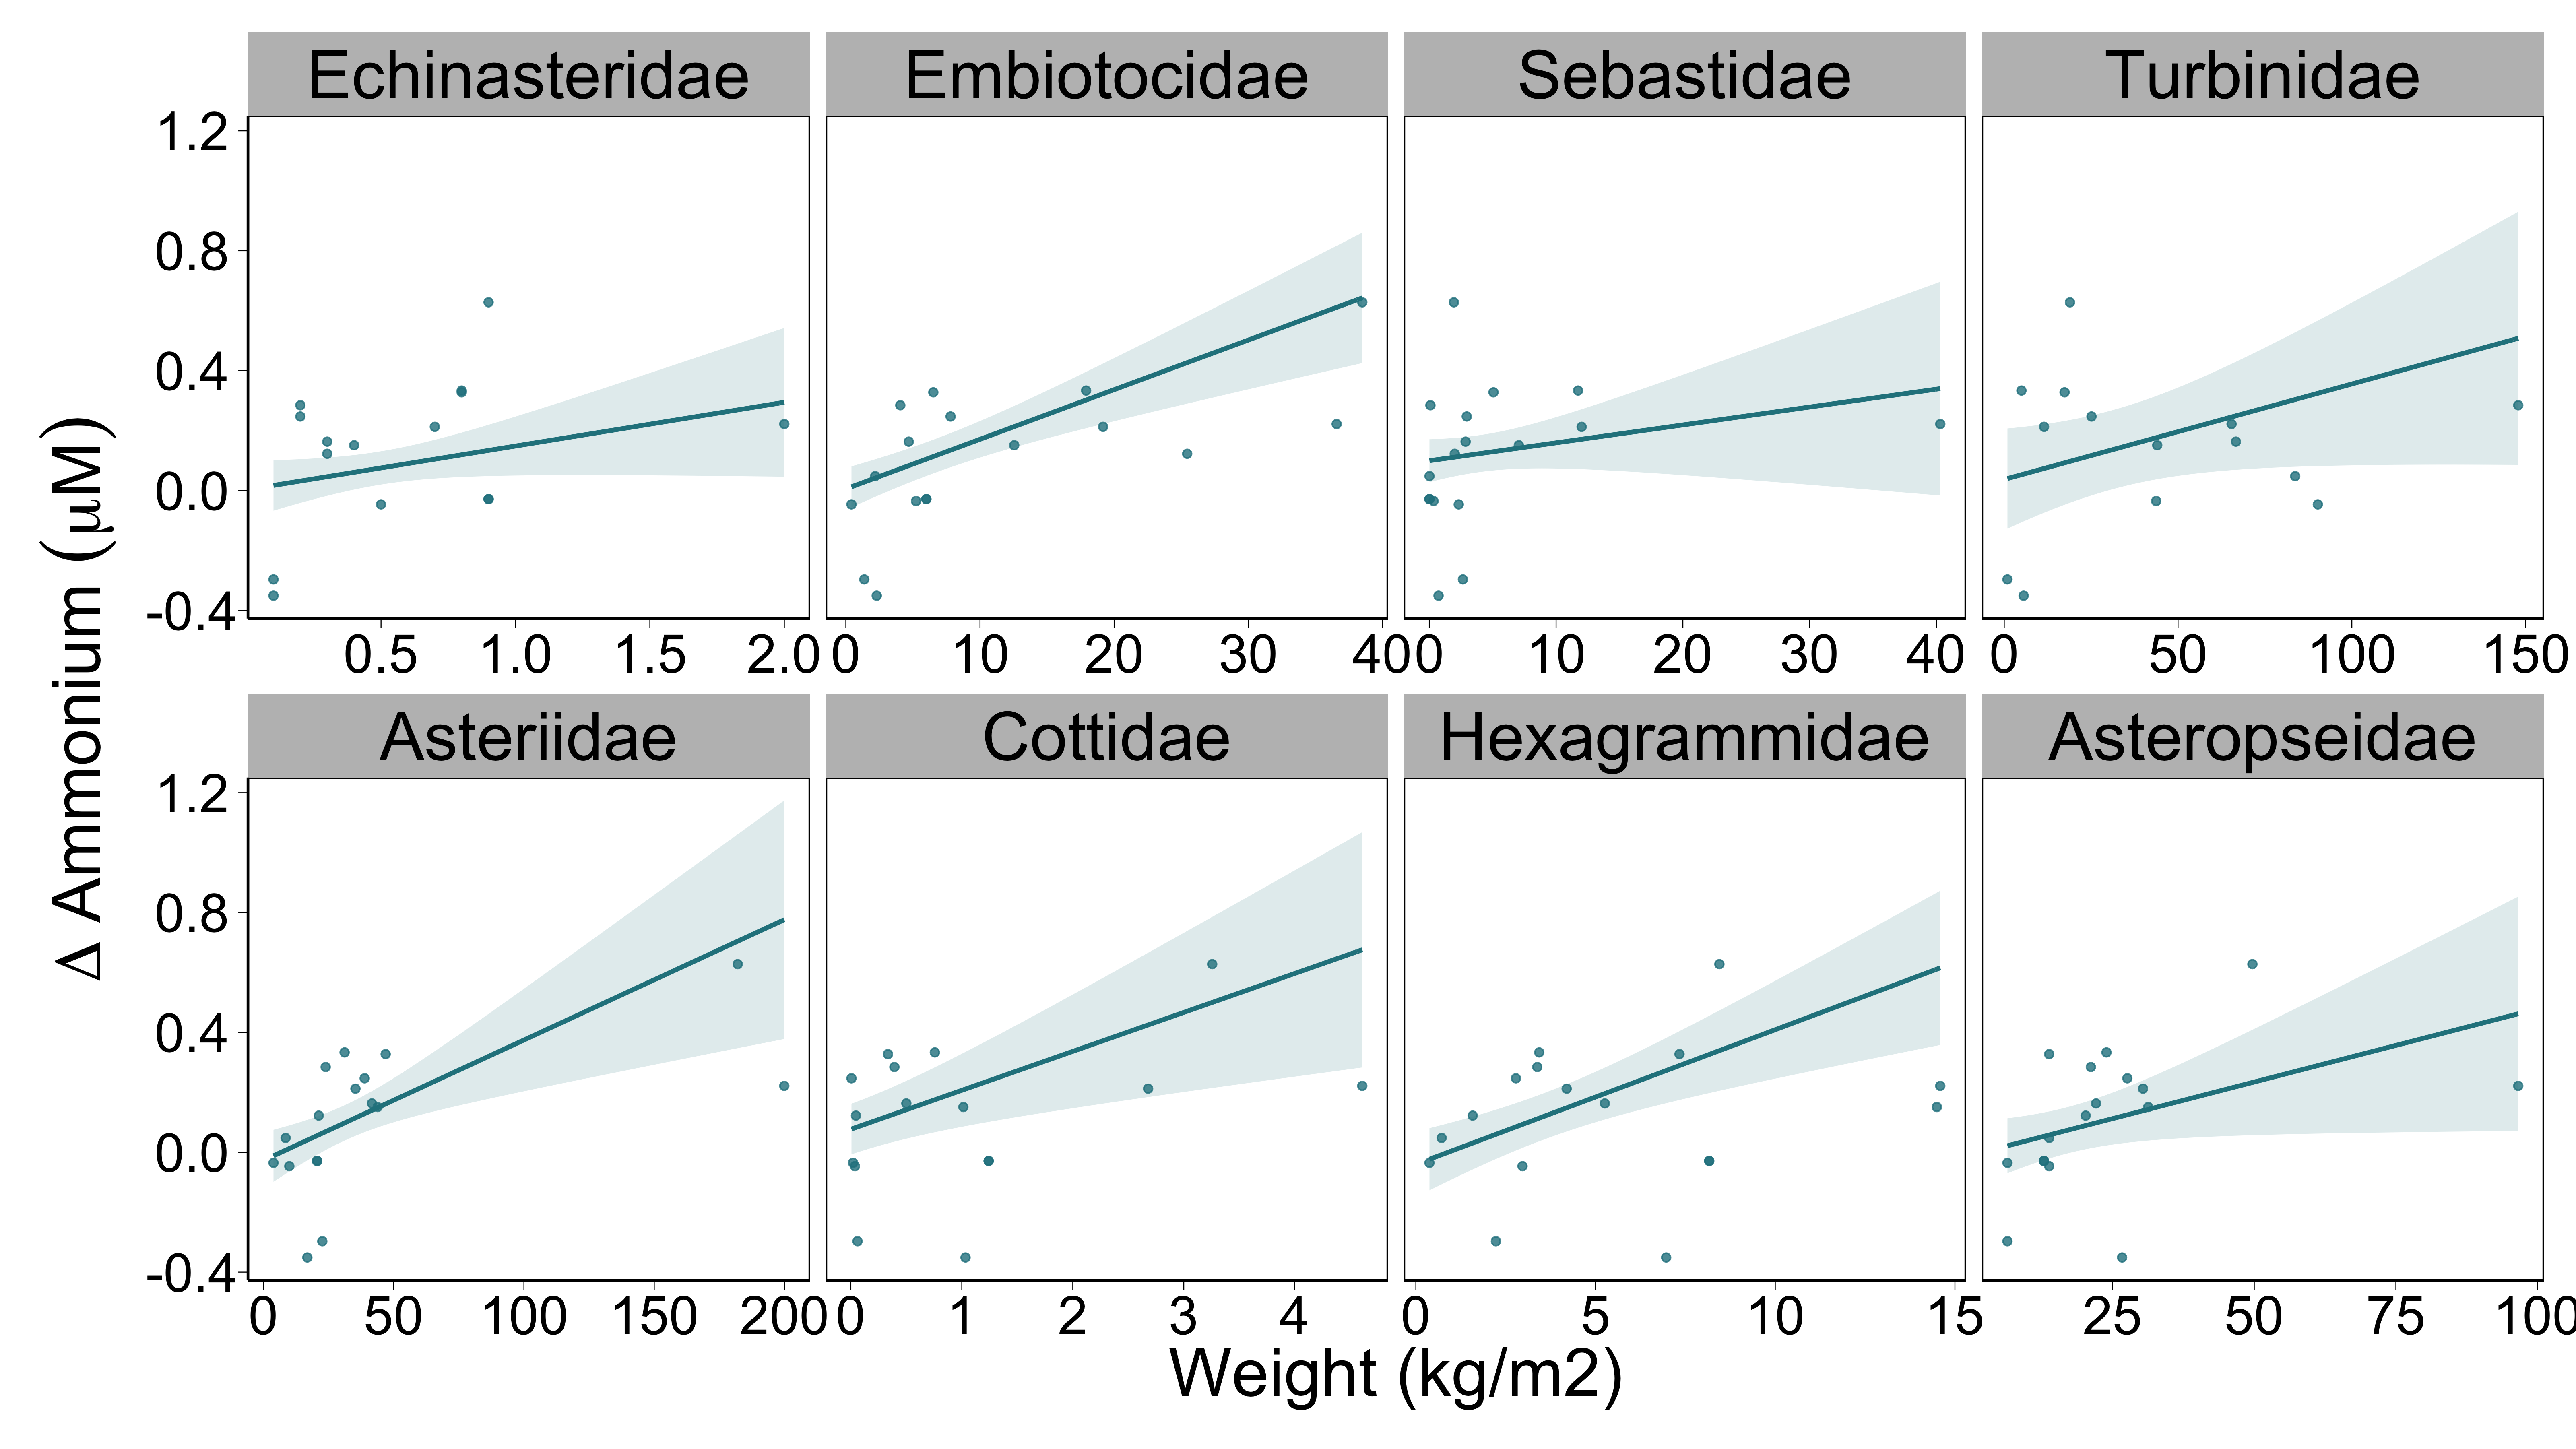 Echinasteridae Embiotocidae Sebastidae Turbinidae
1.2
0.8
0.4
0.0
-0.4
0.5 1.0 1.5 2.0 0 10 20 30 40 0 10 20 30 40 0 50 100 150
Δ Ammonium (μM)
Asteriidae Cottidae Hexagrammidae Asteropseidae
1.2
0.8
0.4
0.0
-0.4
0 50 100 150 200 0 1 2 3 4 0 5 10 15 25 50 75 100
Weight (kg/m2)